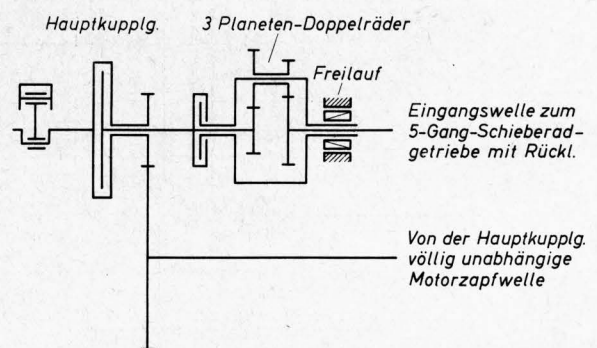 Hauptkupplg.
3 Planeten-Doppelräder
Freilauf
Eingangswelle zum
5-Gang-Schieberad-
getriebe mit Rückl.
Von der Hauptkupplg.
völlig unabhängige
Motorzapfwelle